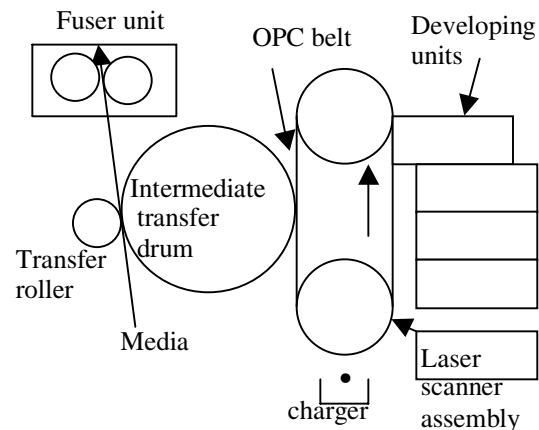 Fuser unit
OPC belt
Developing
units
Intermediate
transfer
drum
Transfer
roller
Media
charger
Laser
scanner
assembly